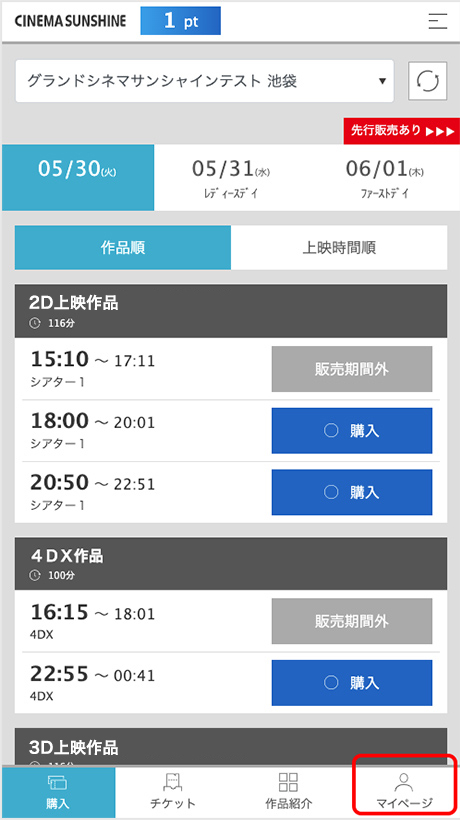 CINEMA SUNSHINE 1 pt
グランドシネマサンシャインテスト 池袋
先行販売あり ▶▶▶
05/30(火) 05/31(水) 06/01(木)
ﾚﾃﾞｨｰｽﾞﾃﾞｲ ﾌｧｰｽﾄﾃﾞｲ
作品順 上映時間順
2D上映作品
116分
15:10 ～ 17:11 販売期間外
シアター１
18:00 ～ 20:01 〇 購入
シアター１
20:50 ～ 22:51 〇 購入
シアター１
４DX作品
100分
16:15 ～ 18:01 販売期間外
4DX
22:55 ～ 00:41 〇 購入
4DX
3D上映作品
購入 チケット 作品紹介 マイページ